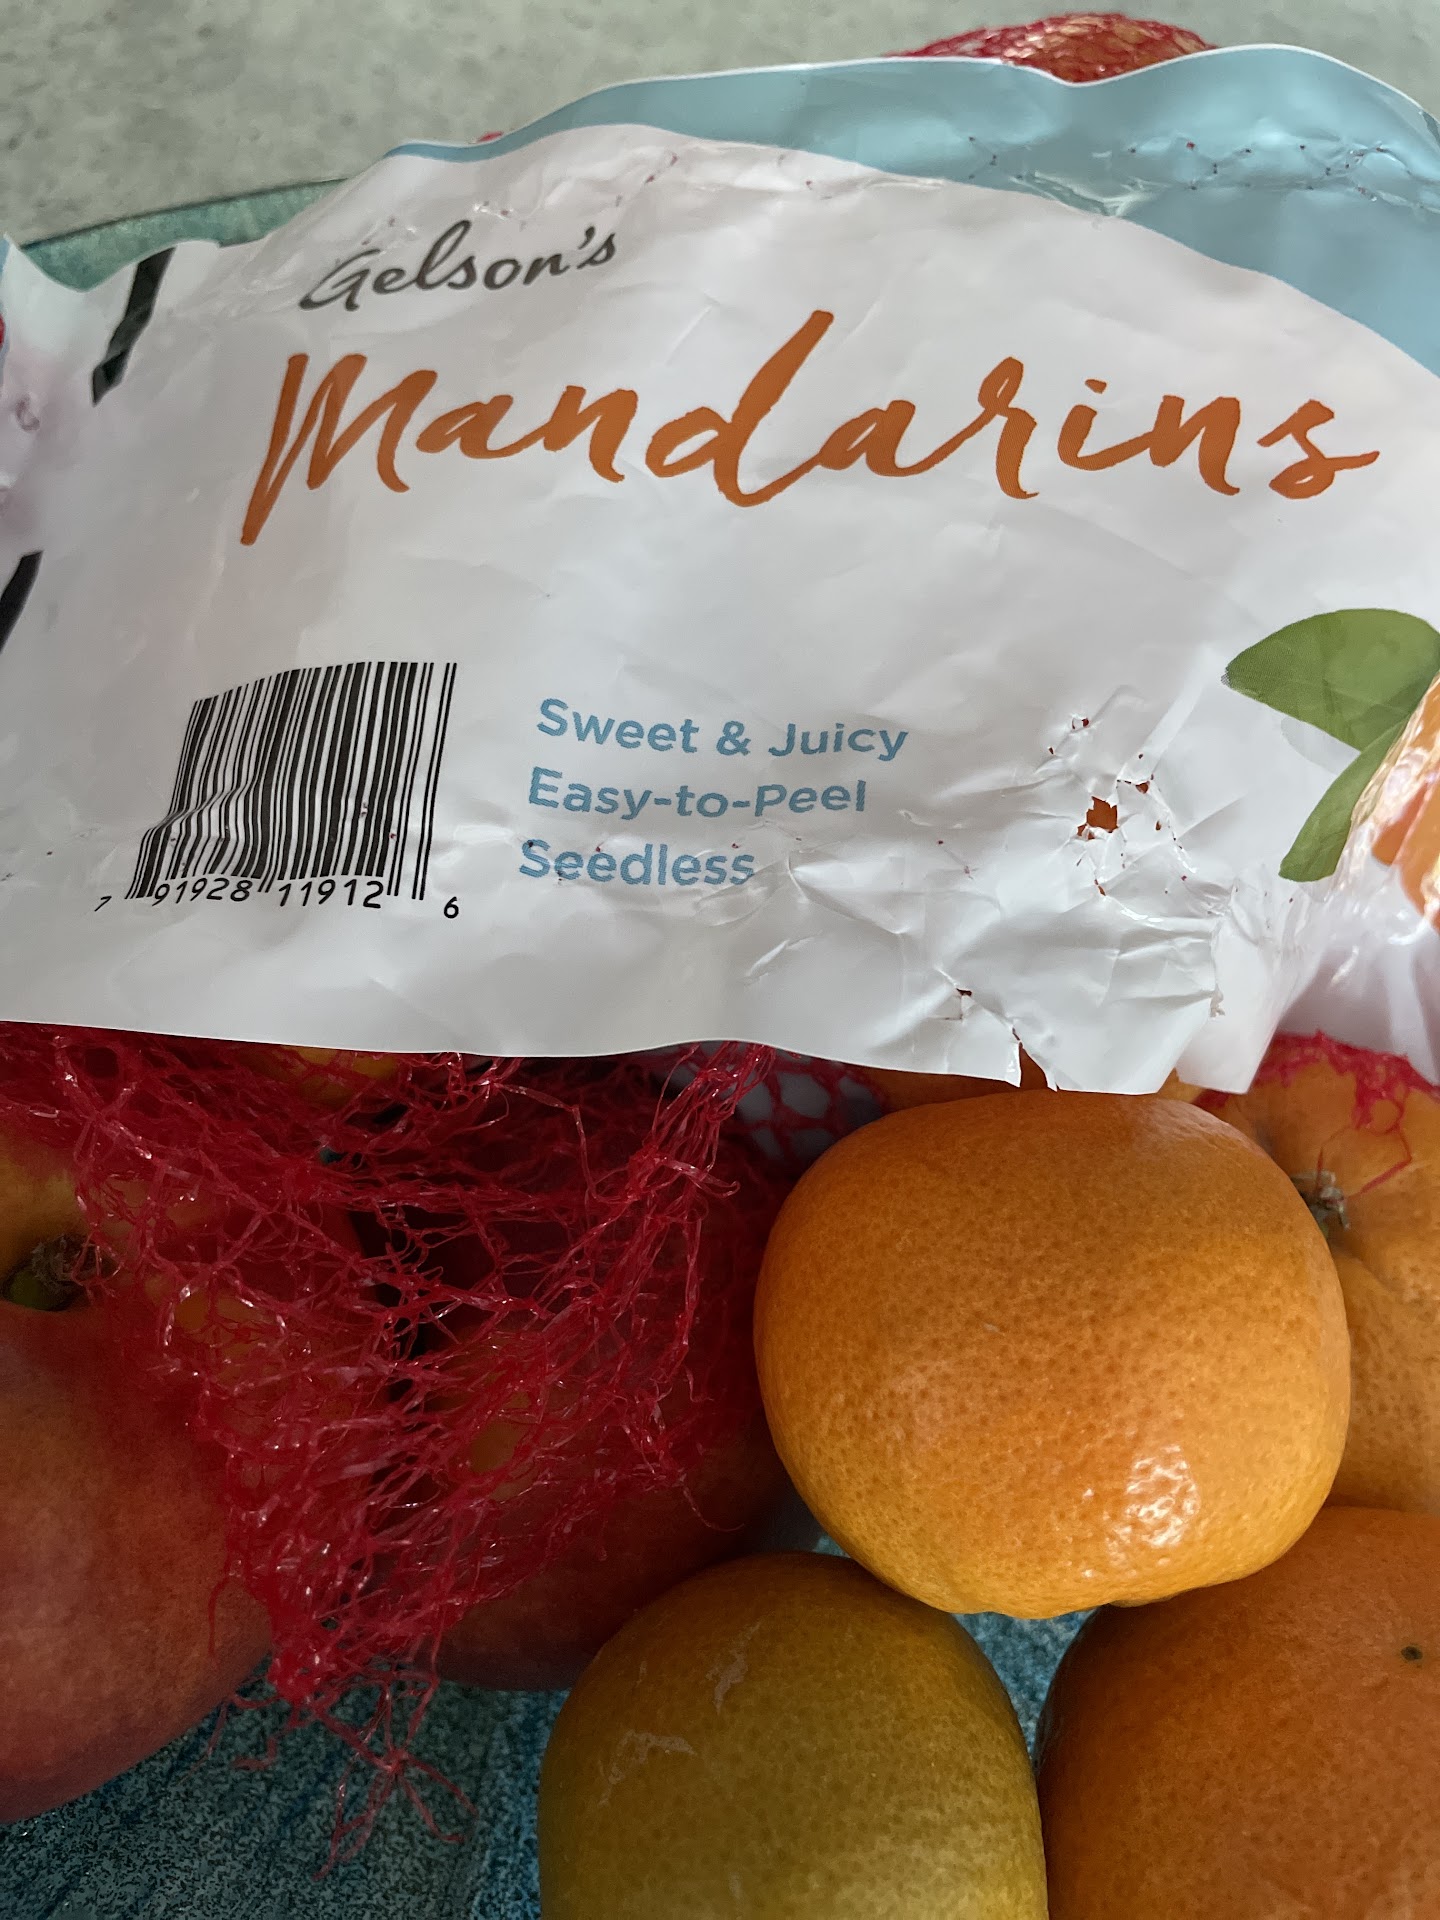 Gelson's
Mandarins
Sweet & Juicy
Easy-to-Peel
Seedless
7 91928 11912 6